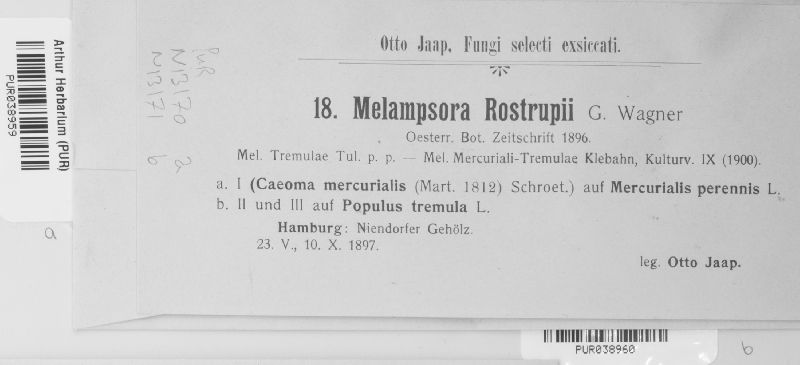 Otto Jaap, Fungi selecti exsiccati.
18. Melampsora Rostrupii G. Wagner
Oesterr. Bot. Zeitschrift 1896.
Mel. Tremulae Tul. p. p. — Mel. Mercuriali-Tremulae Klebahn, Kulturv. IX (1900).
a. I (Caeoma mercurialis (Mart. 1812) Schroet.) auf Mercurialis perennis L.
b. II und III auf Populus tremula L.
Hamburg: Niendorfer Gehölz.
23. V., 10. X. 1897.
leg. Otto Jaap.
PUR
N13170 a
N13171 b
Arthur Herbarium (PUR)
PUR038959
a
PUR038960
b